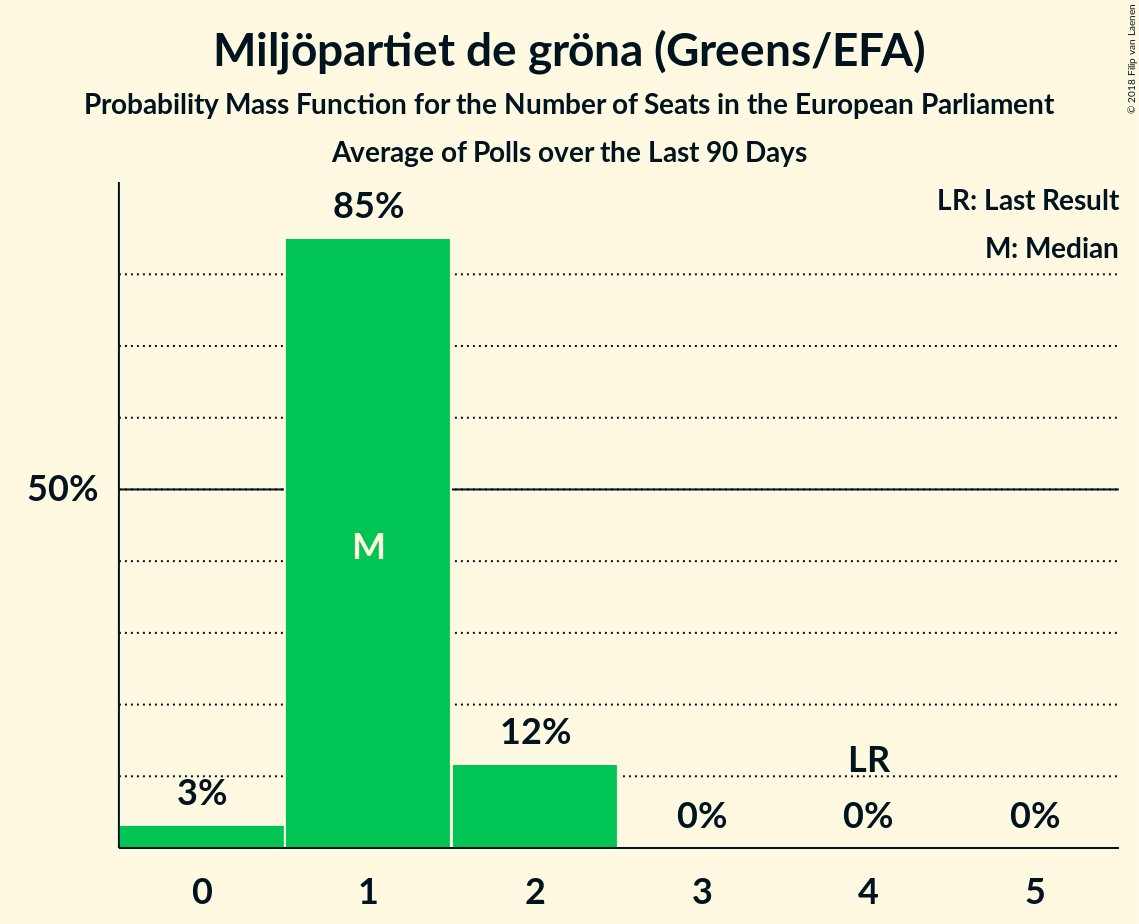 Miljöpartiet de gröna (Greens/EFA)
Probability Mass Function for the Number of Seats in the European Parliament
Average of Polls over the Last 90 Days
© 2018 Filip van Laenen
LR: Last Result
M: Median
85%
50%
M
12%
LR
3%
0%
0%
0%
0 1 2 3 4 5